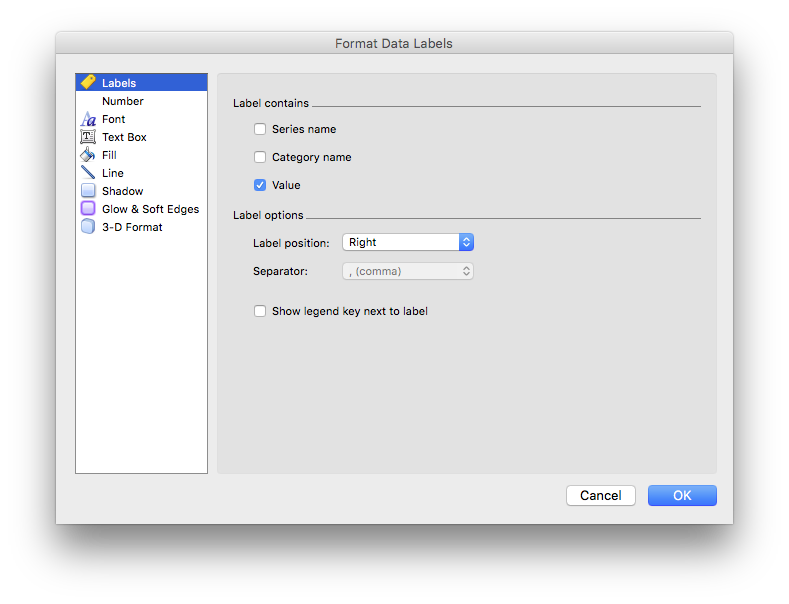 Format Data Labels
Labels
Number
Font
Text Box
Fill
Line
Shadow
Glow & Soft Edges
3-D Format
Label contains
Series name
Category name
Value
Label options
Label position: Right
Separator: , (comma)
Show legend key next to label
Cancel OK